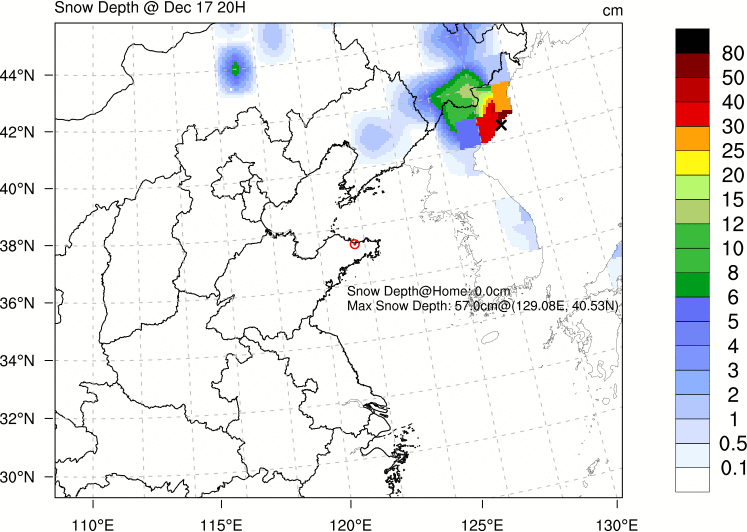 Snow Depth @ Dec 17 20H
cm
44°N
42°N
40°N
38°N
36°N
34°N
32°N
30°N
Snow Depth@Home: 0.0cm
Max Snow Depth: 57.0cm@(129.08E, 40.53N)
110°E
115°E
120°E
125°E
130°E
80
50
40
30
25
20
15
12
10
8
6
5
4
3
2
1
0.5
0.1